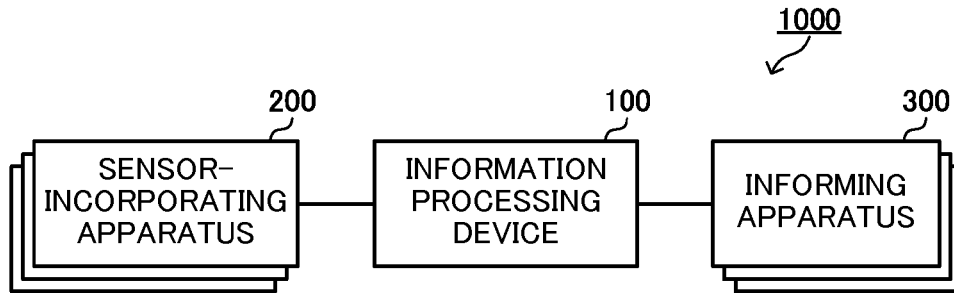 1000
200
100
300
SENSOR-
INCORPORATING
APPARATUS
INFORMATION
PROCESSING
DEVICE
INFORMING
APPARATUS